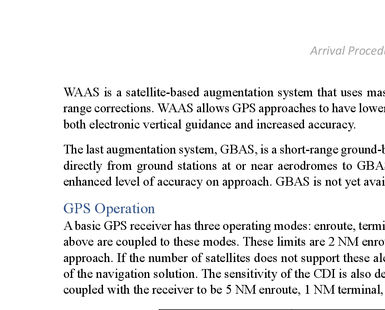 Arrival Proced
WAAS is a satellite-based augmentation system that uses mas
range corrections. WAAS allows GPS approaches to have lower
both electronic vertical guidance and increased accuracy.
The last augmentation system, GBAS, is a short-range ground-b
directly from ground stations at or near aerodromes to GBA
enhanced level of accuracy on approach. GBAS is not yet avai
GPS Operation
A basic GPS receiver has three operating modes: enroute, termi
above are coupled to these modes. These limits are 2 NM enro
approach. If the number of satellites does not support these ale
of the navigation solution. The sensitivity of the CDI is also de
coupled with the receiver to be 5 NM enroute, 1 NM terminal,